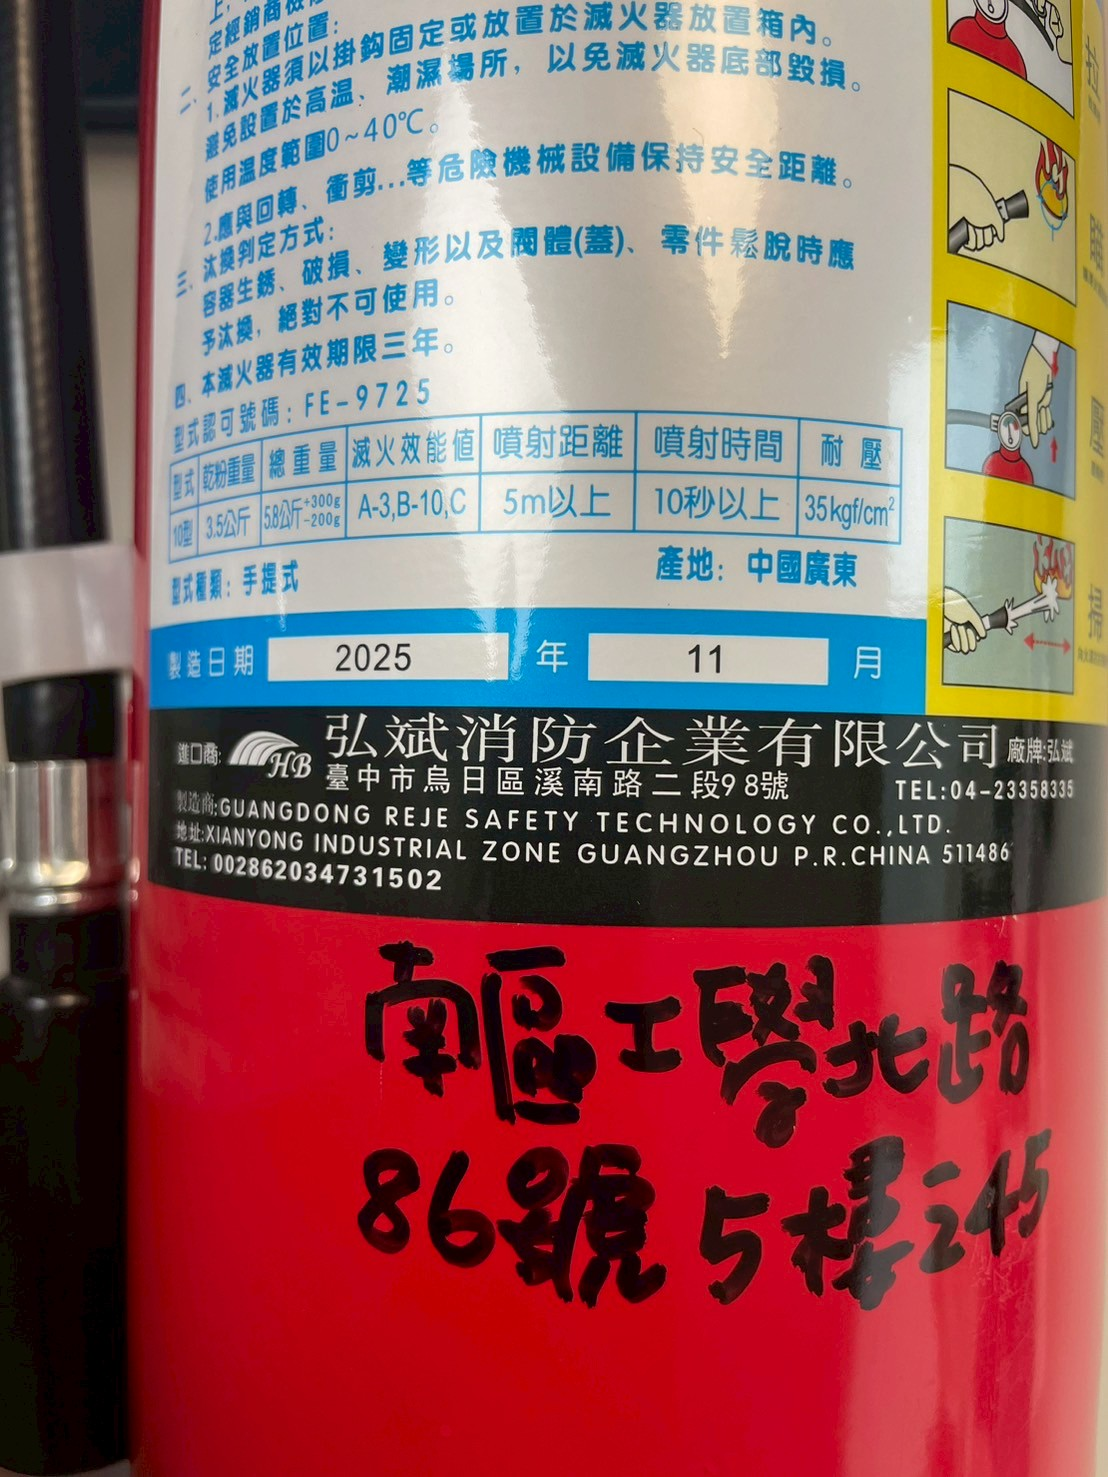 定經銷商檢
二、安全放置位置：
1.滅火器須以掛鈎固定或放置於滅火器放置箱內。
避免設置於高溫、潮濕場所，以免滅火器底部毀損。
使用溫度範圍0~40℃。
2.應與回轉、衝剪...等危險機械設備保持安全距離。
三、汰換判定方式：
容器生銹、破損、變形以及閥體(蓋)、零件鬆脫時應
予汰換，絕對不可使用。
四、本滅火器有效期限三年。
型式認可號碼：FE-9725
型式 乾粉重量 總重量 滅火效能值 噴射距離 噴射時間 耐壓
10型 3.5公斤 5.8公斤+300g-200g A-3,B-10,C 5m以上 10秒以上 35kgf/cm²
型式種類：手提式 產地：中國廣東
製造日期 2025 年 11 月
進口商: HB 弘斌消防企業有限公司 廠牌:弘斌
臺中市烏日區溪南路二段98號 TEL:04-23358335
製造商:GUANGDONG REJE SAFETY TECHNOLOGY CO.,LTD.
地址:XIANYONG INDUSTRIAL ZONE GUANGZHOU P.R.CHINA 511486
TEL: 002862034731502
拉
瞄
壓
掃
南區工學北路
86號5樓之45